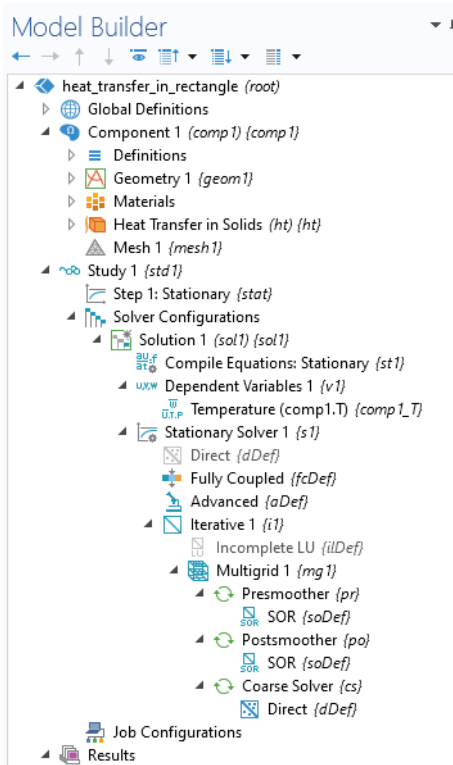 Model Builder
heat_transfer_in_rectangle (root)
Global Definitions
Component 1 (comp1) {comp1}
Definitions
Geometry 1 {geom1}
Materials
Heat Transfer in Solids (ht) {ht}
Mesh 1 {mesh1}
Study 1 {std1}
Step 1: Stationary {stat}
Solver Configurations
Solution 1 (sol1) {sol1}
Compile Equations: Stationary {st1}
u,v,w Dependent Variables 1 {v1}
Temperature (comp1.T) {comp1_T}
Stationary Solver 1 {s1}
Direct {dDef}
Fully Coupled {fcDef}
Advanced {aDef}
Iterative 1 {i1}
LU Incomplete LU {ilDef}
Multigrid 1 {mg1}
Presmoother {pr}
SOR SOR {soDef}
Postsmoother {po}
SOR SOR {soDef}
Coarse Solver {cs}
Direct {dDef}
Job Configurations
Results